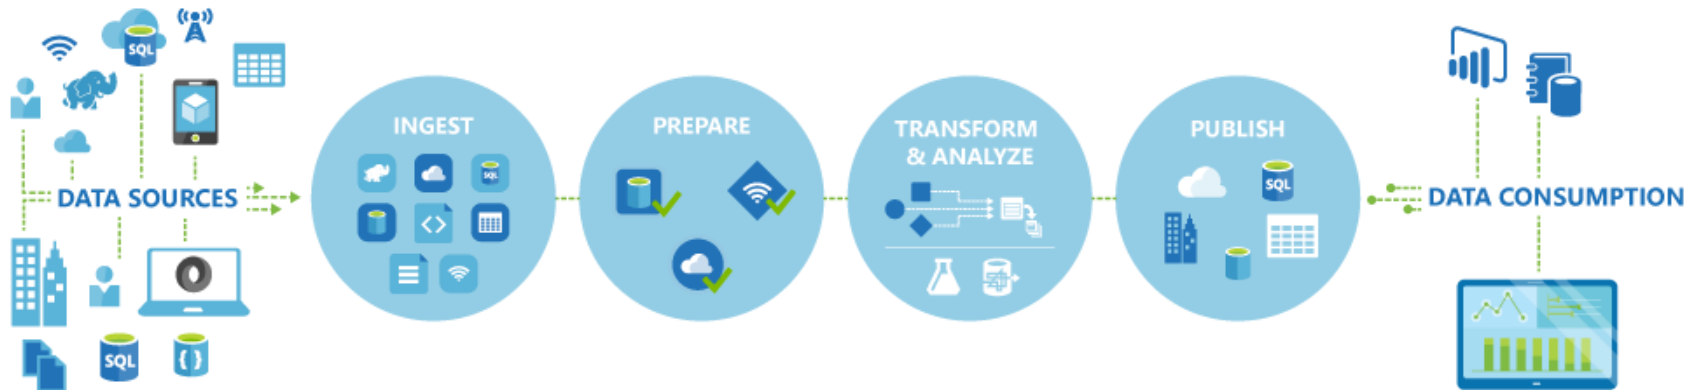 SQL
DATA SOURCES
SQL
{ }
INGEST
SQL
<>
PREPARE
TRANSFORM
& ANALYZE
PUBLISH
SQL
DATA CONSUMPTION